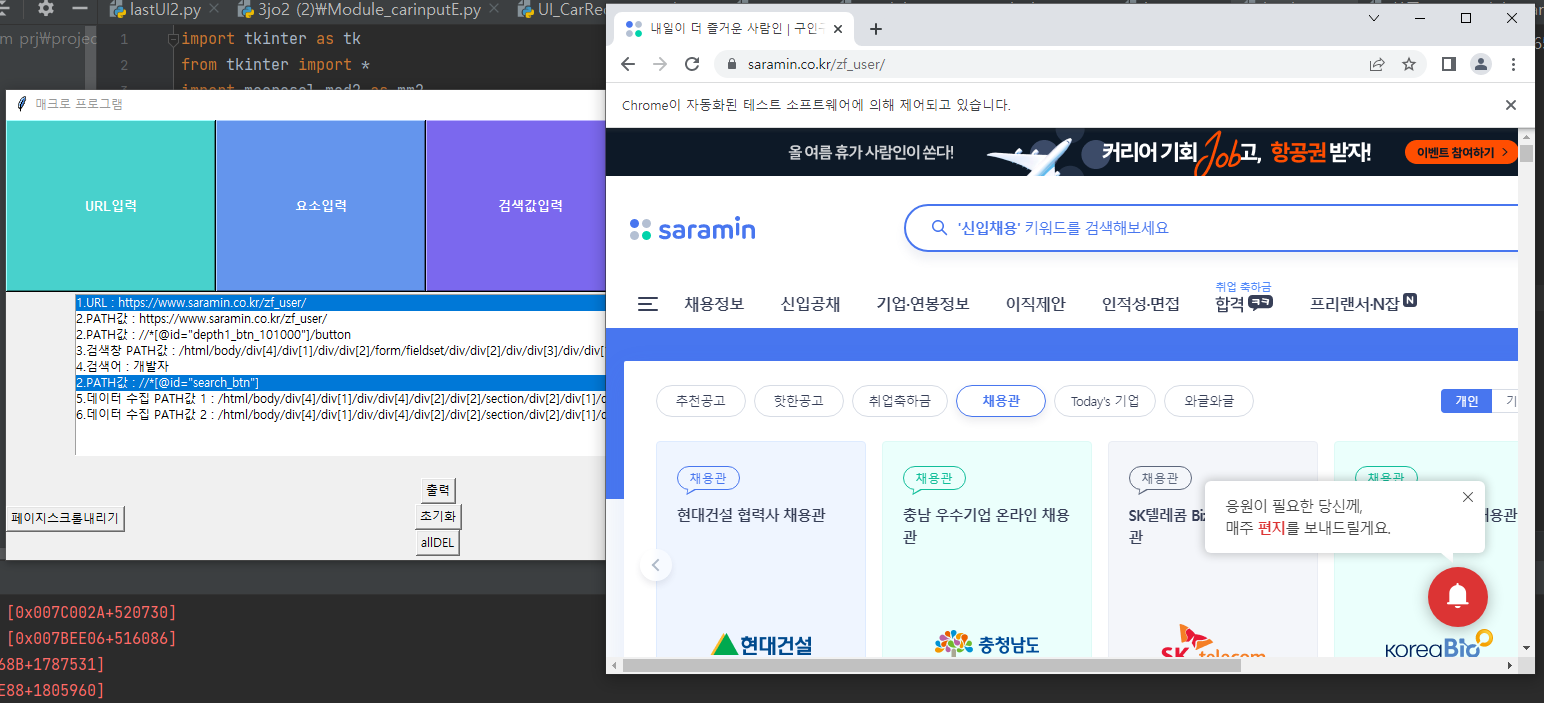 lastUI2.py
3jo2 (2)₩Module_carinputE.py
UI_CarRec
m prj₩projec
1 import tkinter as tk
2 from tkinter import *
매크로 프로그램
URL입력
요소입력
검색값입력
1.URL : https://www.saramin.co.kr/zf_user/
2.PATH값 : https://www.saramin.co.kr/zf_user/
2.PATH값 : //*[@id="depth1_btn_101000"]/button
3.검색창 PATH값 : /html/body/div[4]/div[1]/div/div[2]/form/fieldset/div/div[2]/div/div[3]/div/div[
4.검색어 : 개발자
2.PATH값 : //*[@id="search_btn"]
5.데이터 수집 PATH값 1 : /html/body/div[4]/div[1]/div/div[4]/div[2]/div[2]/section/div[2]/div[1]/d
6.데이터 수집 PATH값 2 : /html/body/div[4]/div[1]/div/div[4]/div[2]/div[2]/section/div[2]/div[1]/d
출력
페이지스크롤내리기
초기화
allDEL
[0x007C002A+520730]
[0x007BEE06+516086]
68B+1787531]
E88+1805960]
내일이 더 즐거운 사람인 | 구인구
saramin.co.kr/zf_user/
Chrome이 자동화된 테스트 소프트웨어에 의해 제어되고 있습니다.
올 여름 휴가 사람인이 쏜다!
커리어 기회 Job고, 항공권 받자!
이벤트 참여하기 >
saramin
'신입채용' 키워드를 검색해보세요
취업 축하금
채용정보
신입공채
기업·연봉정보
이직제안
인적성·면접
합격 ㅋㅋ
프리랜서·N잡 N
추천공고
핫한공고
취업축하금
채용관
Today's 기업
와글와글
개인
기
채용관
현대건설 협력사 채용관
현대건설
채용관
충남 우수기업 온라인 채용
관
충청남도
채용관
SK텔레콤 Biz
관
SK telecom
채용관
채용관
KoreaBio
응원이 필요한 당신께,
매주 편지를 보내드릴게요.